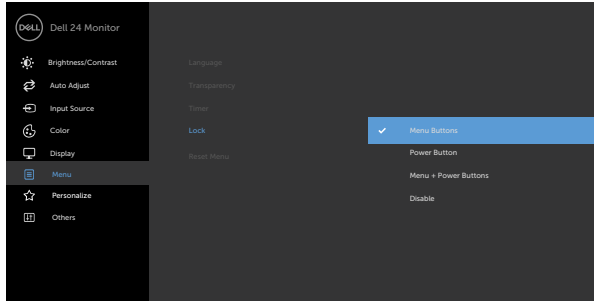 DELL
Dell 24 Monitor
Brightness/Contrast
Auto Adjust
Input Source
Color
Display
Menu
Personalize
Others
Language
Transparency
Timer
Lock
Reset Menu
Menu Buttons
Power Button
Menu + Power Buttons
Disable